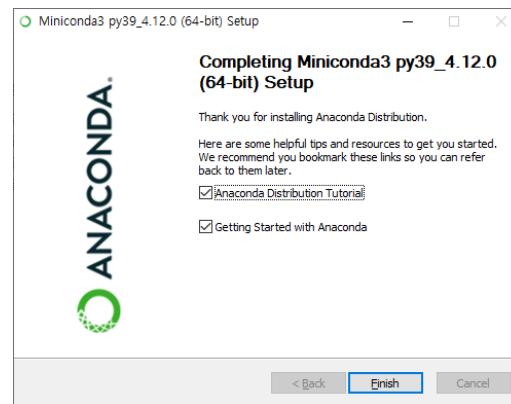 Miniconda3 py39_4.12.0 (64-bit) Setup
ANACONDA.
Completing Miniconda3 py39_4.12.0
(64-bit) Setup
Thank you for installing Anaconda Distribution.
Here are some helpful tips and resources to get you started.
We recommend you bookmark these links so you can refer
back to them later.
Anaconda Distribution Tutorial
Getting Started with Anaconda
< Back
Finish
Cancel